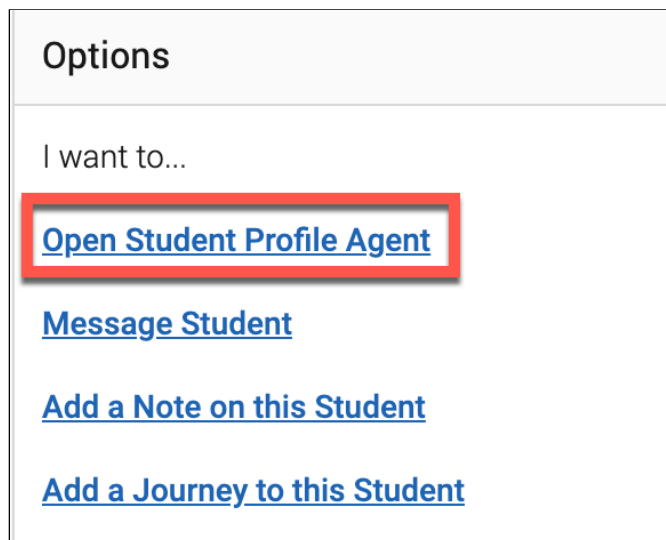 Options
I want to...
Open Student Profile Agent
Message Student
Add a Note on this Student
Add a Journey to this Student